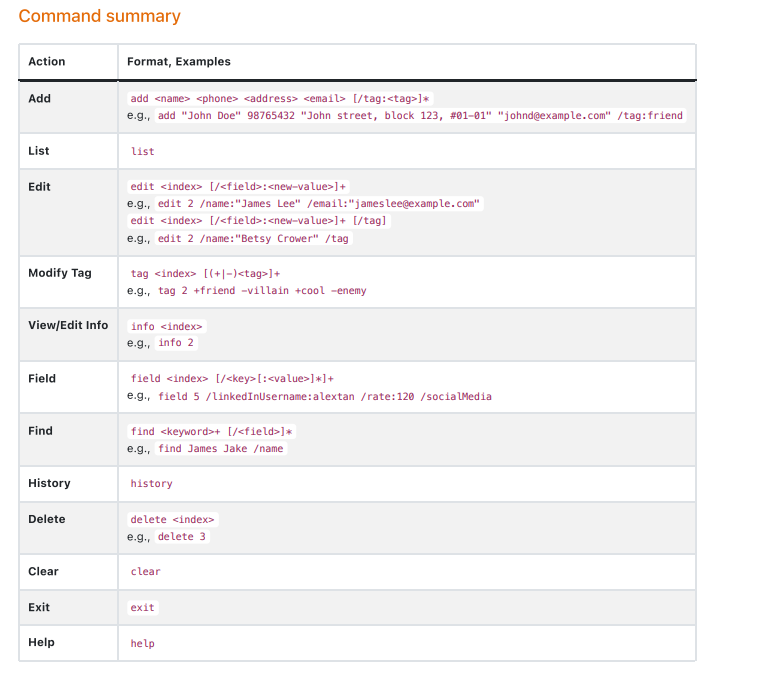 Command summary
Action Format, Examples
Add add <name> <phone> <address> <email> [/tag:<tag>]*
e.g., add "John Doe" 98765432 "John street, block 123, #01-01" "johnd@example.com" /tag:friend
List list
Edit edit <index> [/<field>:<new-value>]+
e.g., edit 2 /name:"James Lee" /email:"jameslee@example.com"
edit <index> [/<field>:<new-value>]+ [/tag]
e.g., edit 2 /name:"Betsy Crower" /tag
Modify Tag tag <index> [(+|-)<tag>]+
e.g., tag 2 +friend -villain +cool -enemy
View/Edit Info info <index>
e.g., info 2
Field field <index> [/<key>[:<value>]*]+
e.g., field 5 /linkedInUsername:alextan /rate:120 /socialMedia
Find find <keyword>+ [/<field>]*
e.g., find James Jake /name
History history
Delete delete <index>
e.g., delete 3
Clear clear
Exit exit
Help help